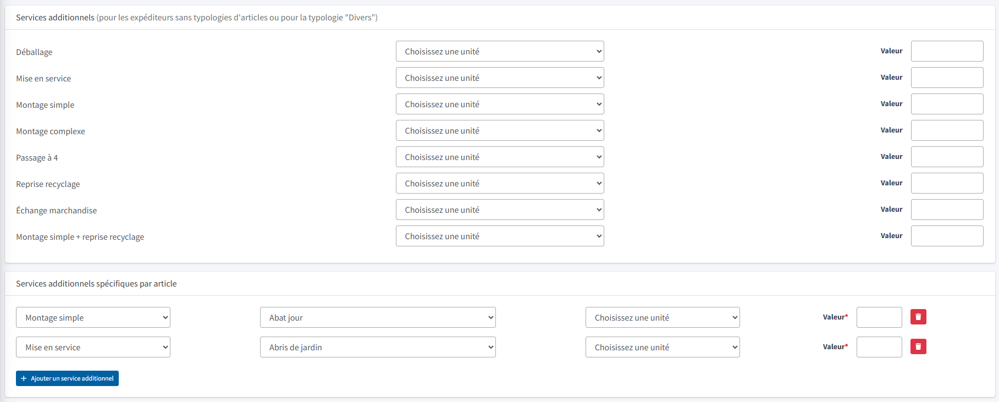 Services additionnels (pour les expéditeurs sans typologies d'articles ou pour la typologie "Divers")
Déballage Choisissez une unité Valeur
Mise en service Choisissez une unité Valeur
Montage simple Choisissez une unité Valeur
Montage complexe Choisissez une unité Valeur
Passage à 4 Choisissez une unité Valeur
Reprise recyclage Choisissez une unité Valeur
Échange marchandise Choisissez une unité Valeur
Montage simple + reprise recyclage Choisissez une unité Valeur
Services additionnels spécifiques par article
Montage simple Abat jour Choisissez une unité Valeur*
Mise en service Abris de jardin Choisissez une unité Valeur*
+ Ajouter un service additionnel